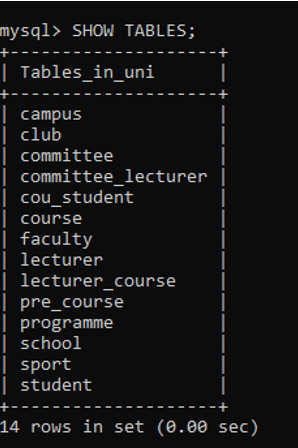 mysql> SHOW TABLES;
+--------------------+
| Tables_in_uni      |
+--------------------+
| campus             |
| club               |
| committee          |
| committee_lecturer |
| cou_student        |
| course             |
| faculty            |
| lecturer           |
| lecturer_course    |
| pre_course         |
| programme          |
| school             |
| sport              |
| student            |
+--------------------+
14 rows in set (0.00 sec)